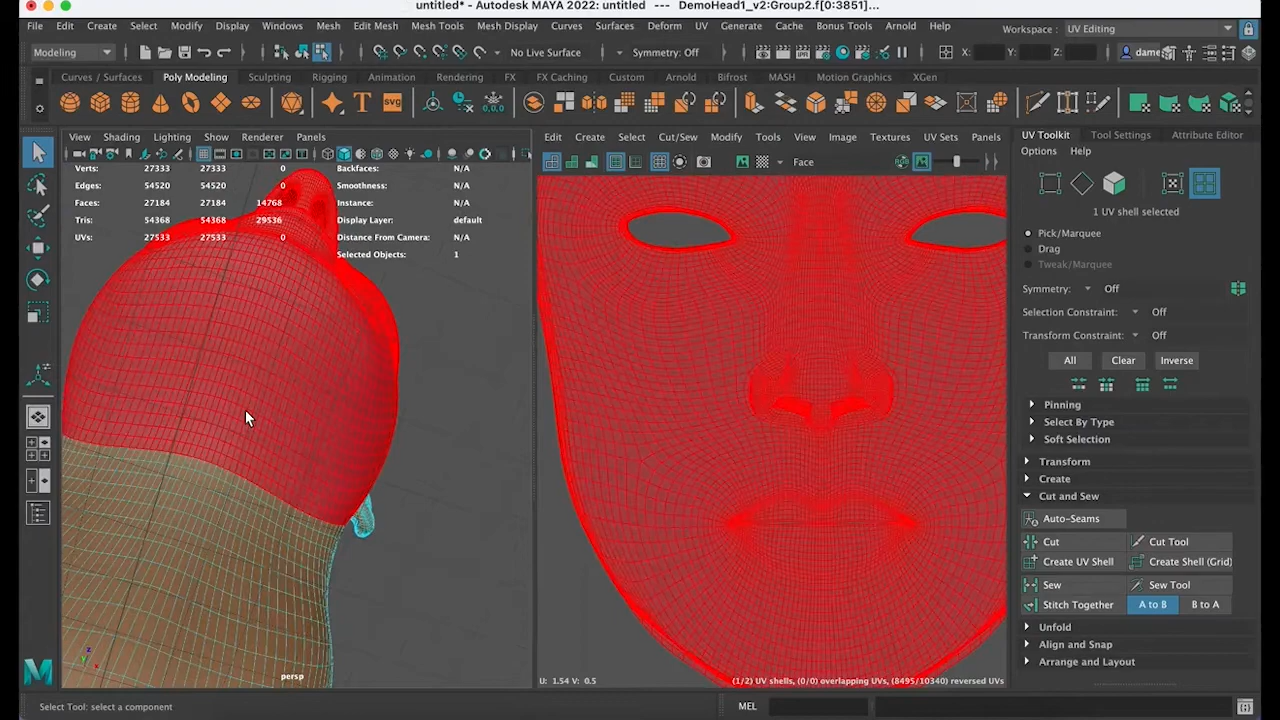 untitled* - Autodesk MAYA 2022: untitled --- DemoHead1_v2:Group2.f[0:3851]...
File Edit Create Select Modify Display Windows Mesh Edit Mesh Mesh Tools Mesh Display Curves Surfaces Deform UV Generate Cache Bonus Tools Arnold Help Workspace : UV Editing
Modeling No Live Surface Symmetry: Off X: Y: Z: dame
Curves / Surfaces Poly Modeling Sculpting Rigging Animation Rendering FX FX Caching Custom Arnold Bifrost MASH Motion Graphics XGen
T svg 0,0,0
View Shading Lighting Show Renderer Panels
Verts: 27333 27333 0 Backfaces: N/A
Edges: 54520 54520 0 Smoothness: N/A
Faces: 27184 27184 14768 Instance: N/A
Tris: 54368 54368 29536 Display Layer: default
UVs: 27533 27533 0 Distance From Camera: N/A
Selected Objects: 1
z
y
x
persp
Edit Create Select Cut/Sew Modify Tools View Image Textures UV Sets Panels
Face
U: 1.54 V: 0.5 (1/2) UV shells, (0/0) overlapping UVs, (8495/10340) reversed UVs
UV Toolkit Tool Settings Attribute Editor
Options Help
1 UV shell selected
Pick/Marquee
Drag
Tweak/Marquee
Symmetry: Off
Selection Constraint: Off
Transform Constraint: Off
All Clear Inverse
Pinning
Select By Type
Soft Selection
Transform
Create
Cut and Sew
Auto-Seams
Cut Cut Tool
Create UV Shell Create Shell (Grid)
Sew Sew Tool
Stitch Together A to B B to A
Unfold
Align and Snap
Arrange and Layout
M
Select Tool: select a component MEL